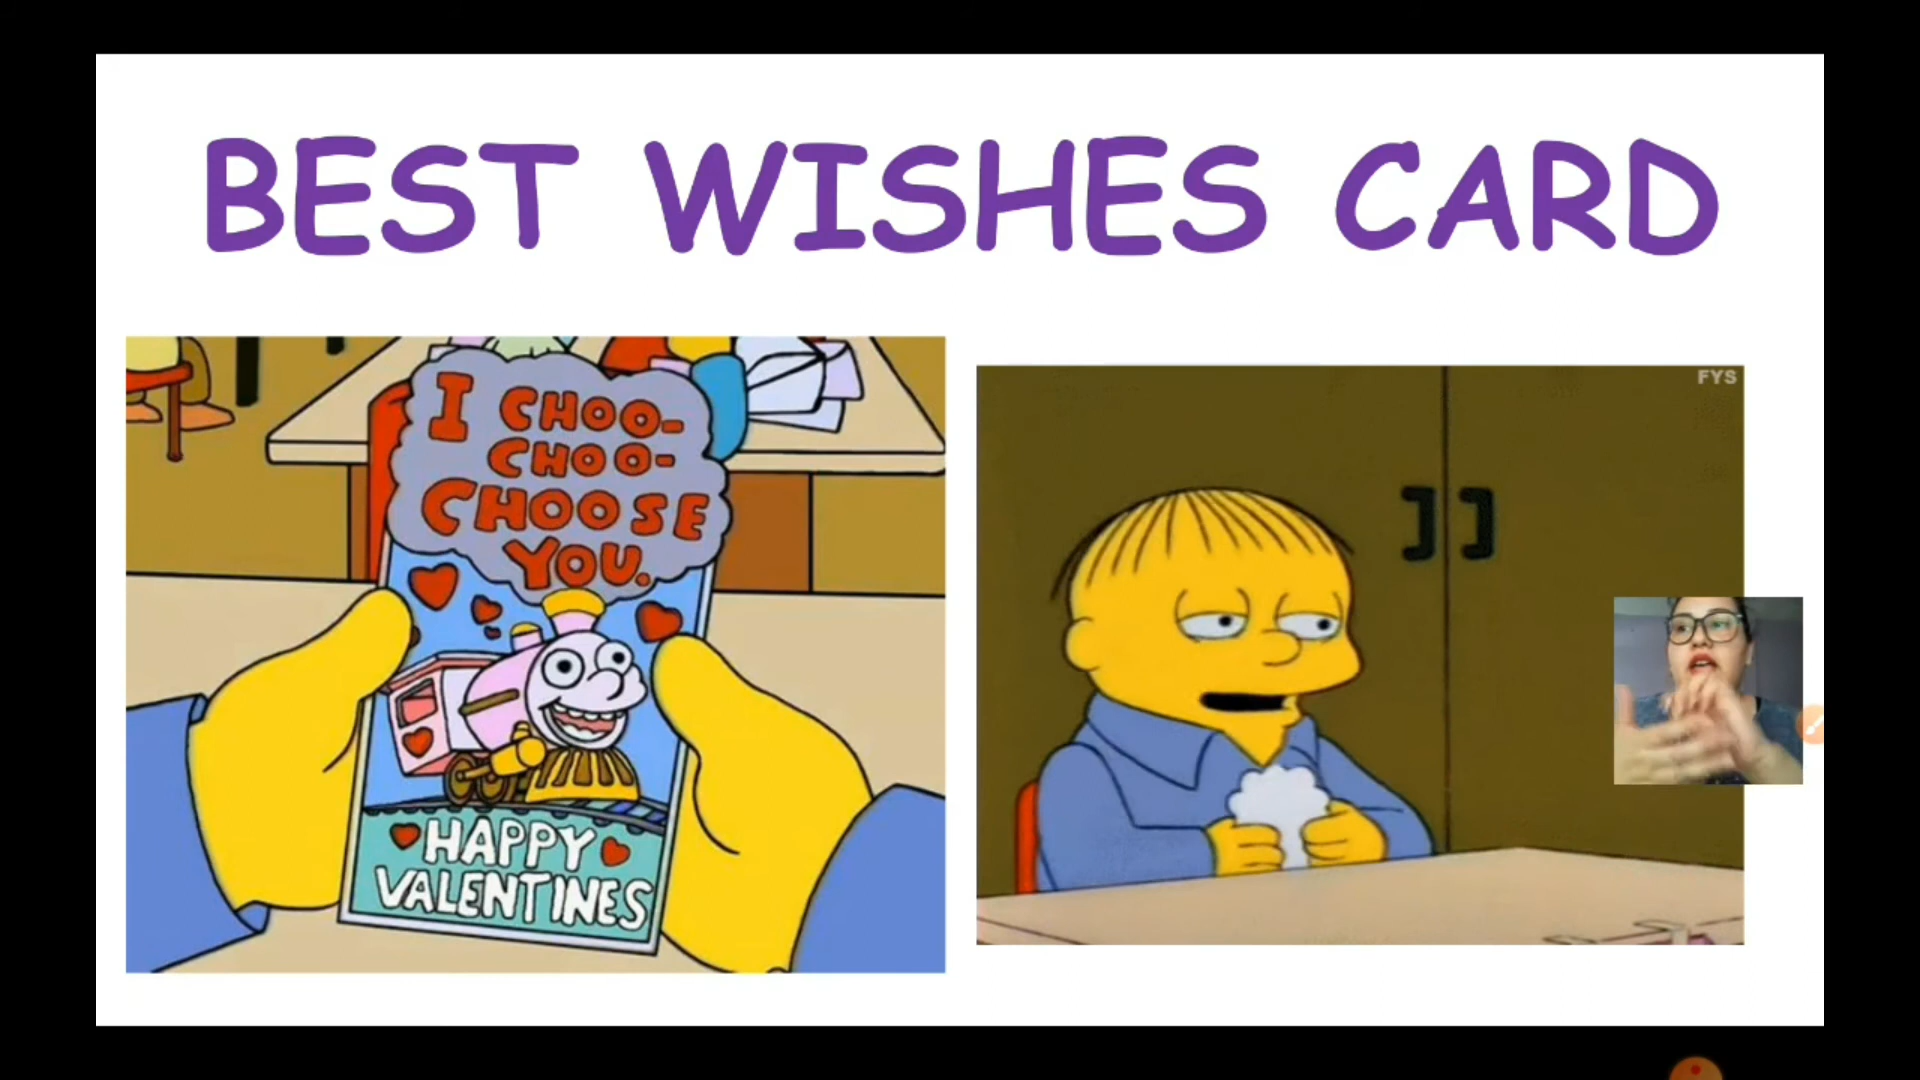 BEST WISHES CARD
I CHOO-
CHOO-
CHOOSE
YOU.
HAPPY
VALENTINES
FYS